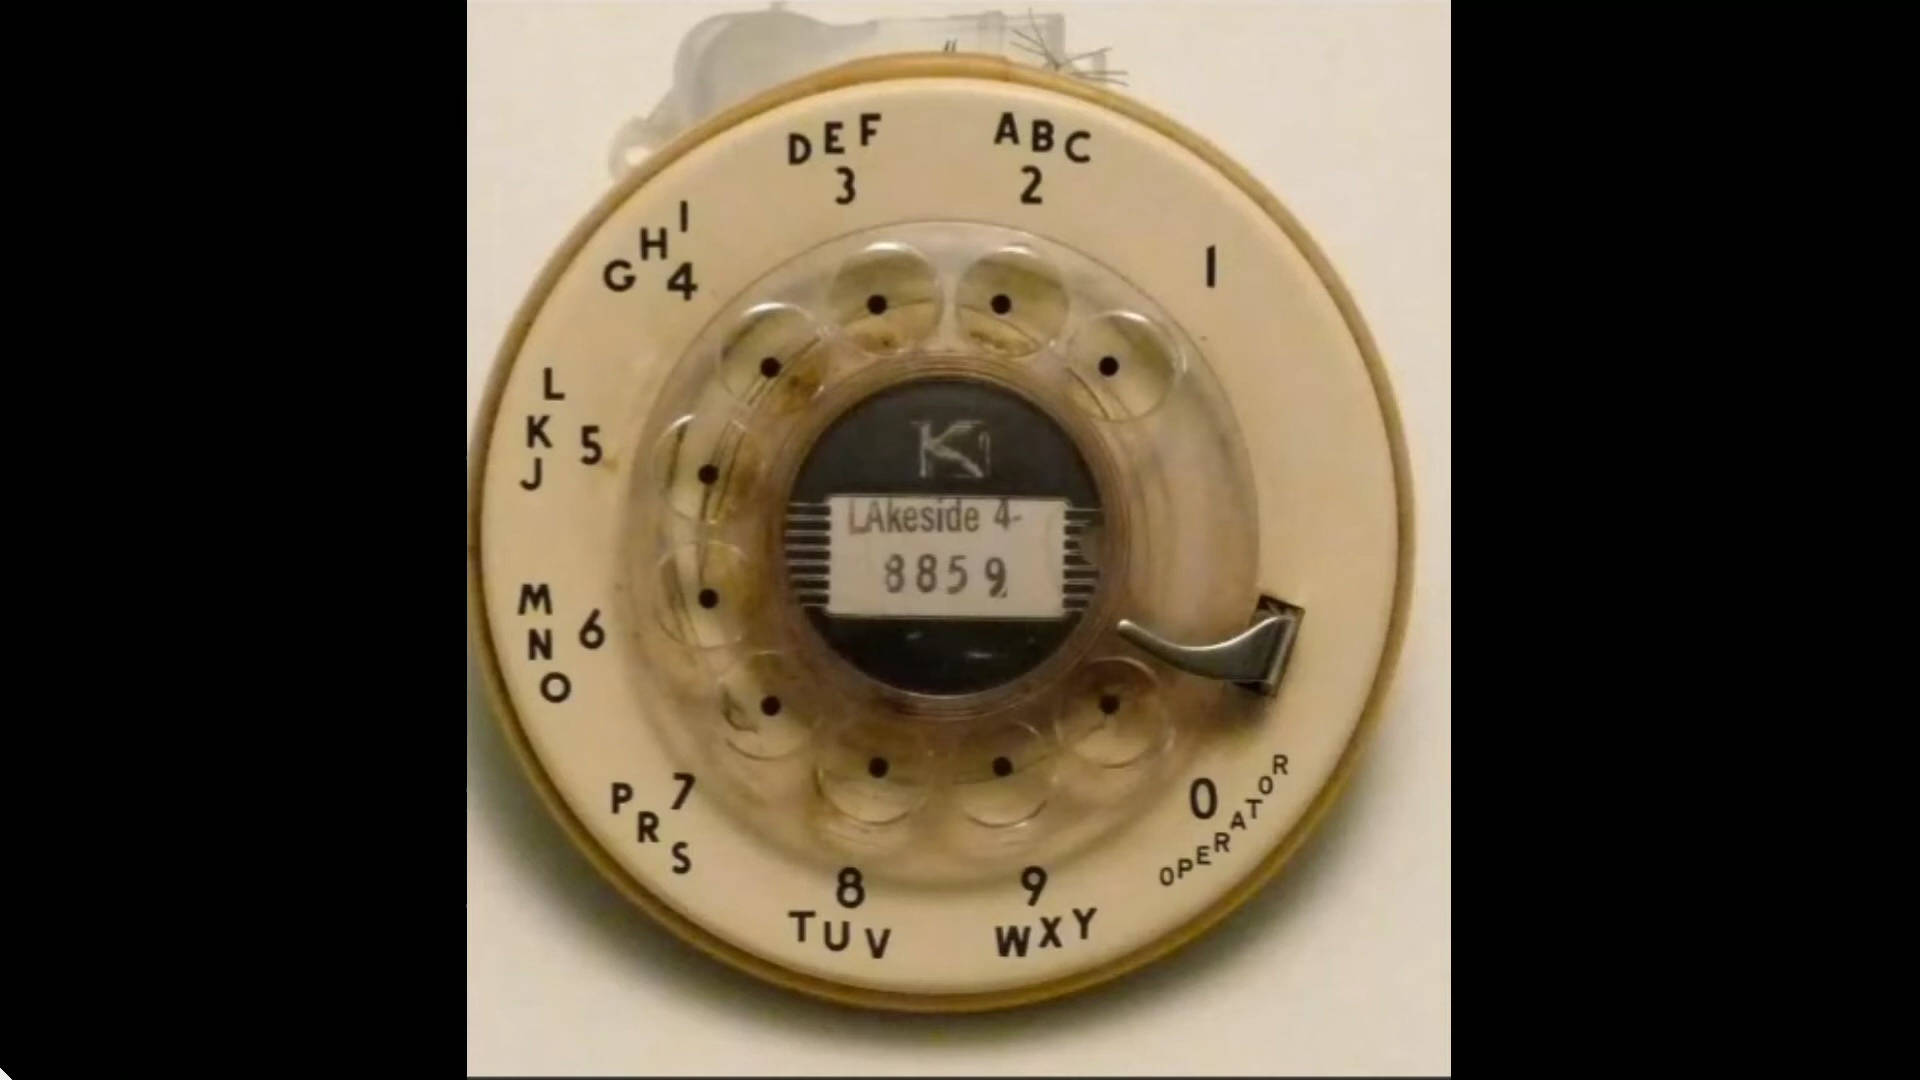 ABC
2
1
DEF
3
GHI
4
LKJ
5
MNO
6
PRS
7
TUV
8
WXY
9
0
OPERATOR
K
LAkeside 4-
8859